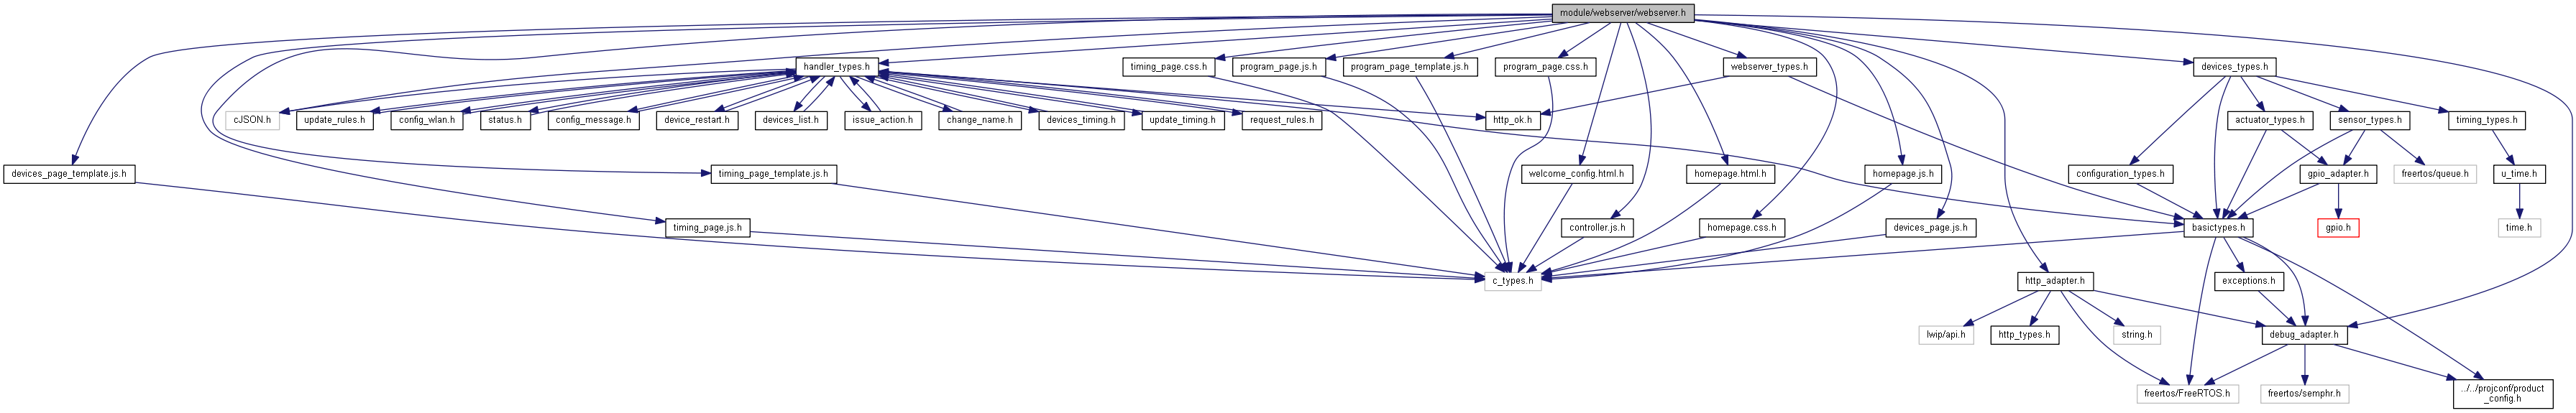 module/webserver/webserver.h
handler_types.h
timing_page.css.h
program_page.js.h
program_page_template.js.h
program_page.css.h
webserver_types.h
devices_types.h
cJSON.h
update_rules.h
config_wlan.h
status.h
config_message.h
device_restart.h
devices_list.h
issue_action.h
change_name.h
devices_timing.h
update_timing.h
request_rules.h
http_ok.h
actuator_types.h
sensor_types.h
timing_types.h
devices_page_template.js.h
timing_page_template.js.h
welcome_config.html.h
homepage.html.h
homepage.js.h
configuration_types.h
gpio_adapter.h
freertos/queue.h
u_time.h
timing_page.js.h
controller.js.h
homepage.css.h
devices_page.js.h
basictypes.h
gpio.h
time.h
c_types.h
http_adapter.h
exceptions.h
lwip/api.h
http_types.h
string.h
debug_adapter.h
freertos/FreeRTOS.h
freertos/semphr.h
../../projconf/product
_config.h